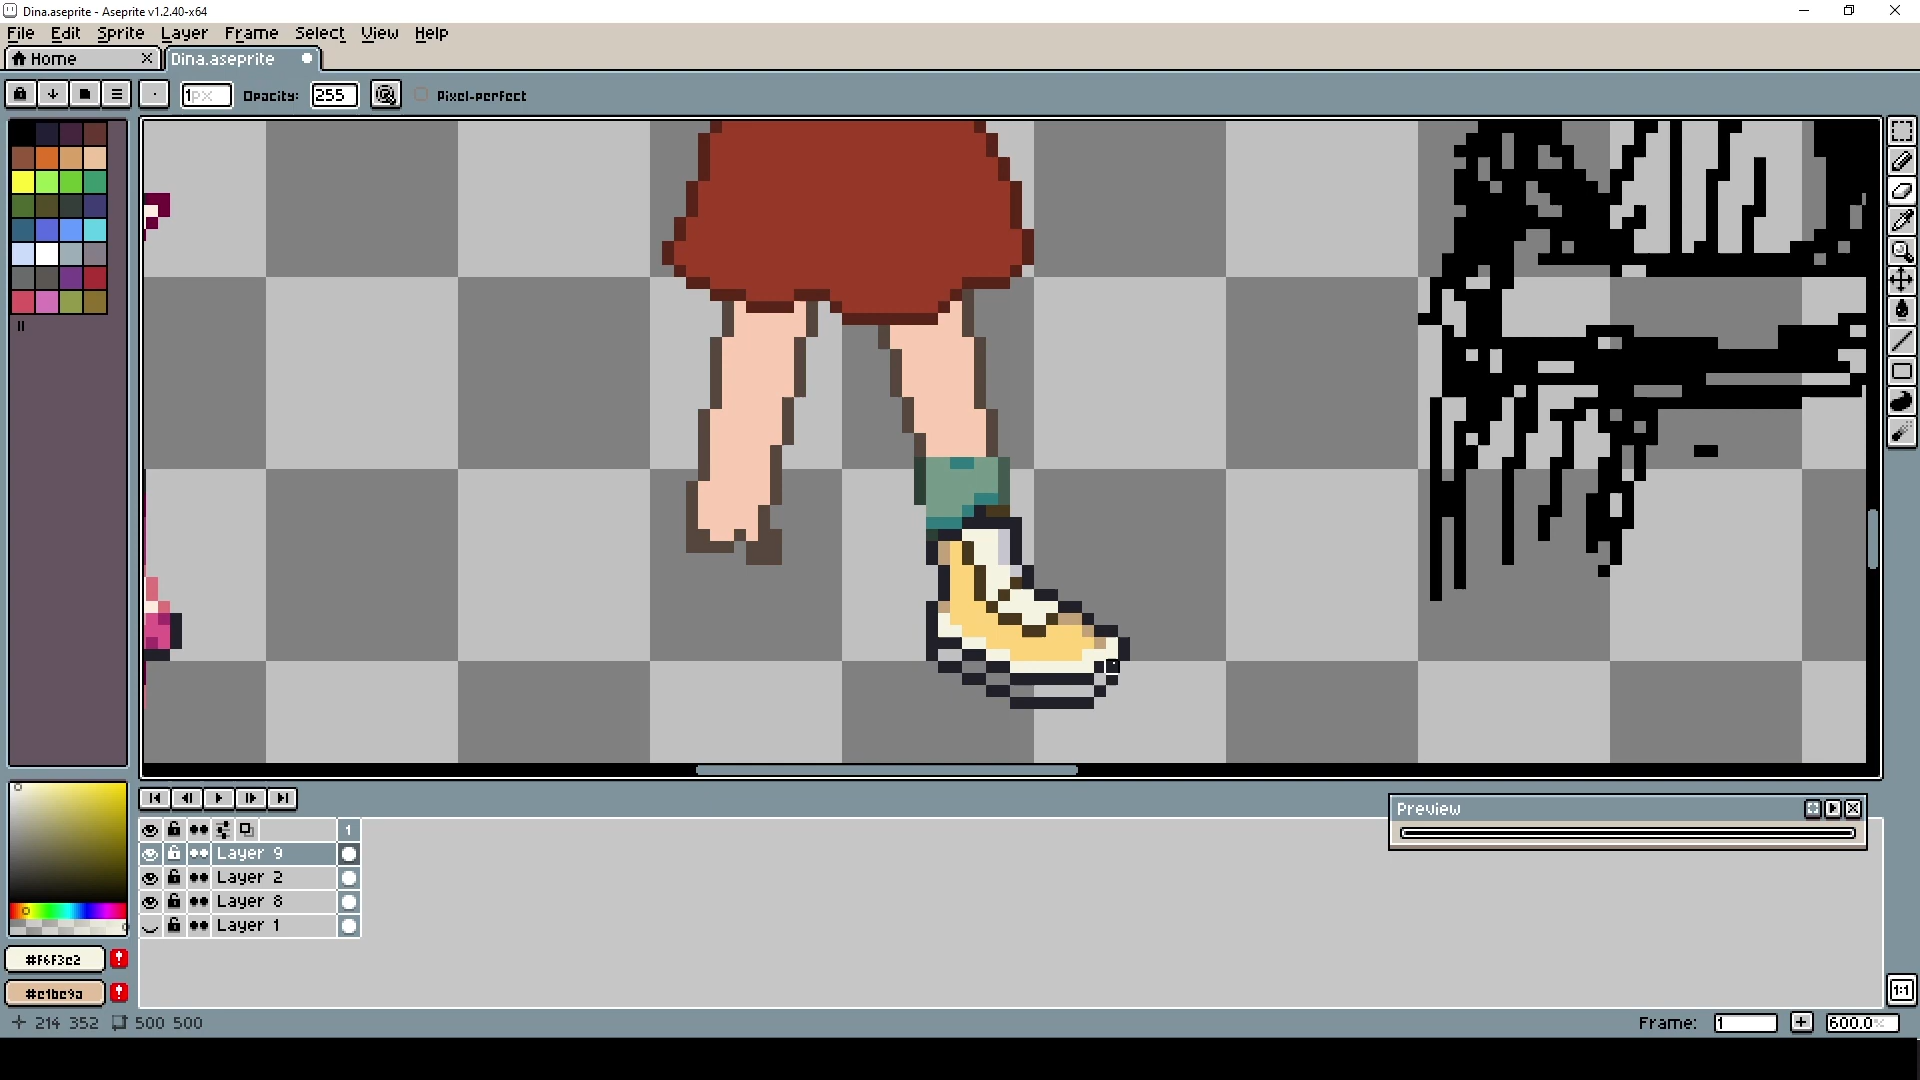 Dina.aseprite - Aseprite v1.2.40-x64
File Edit Sprite Layer Frame Select View Help
Home Dina.aseprite
1px Opacity: 255 Pixel-perfect
Preview
1
Layer 9
Layer 2
Layer 8
Layer 1
#f6f3e2
#e1be9a
1:1
214 352 500 500
Frame: 1 600.0%